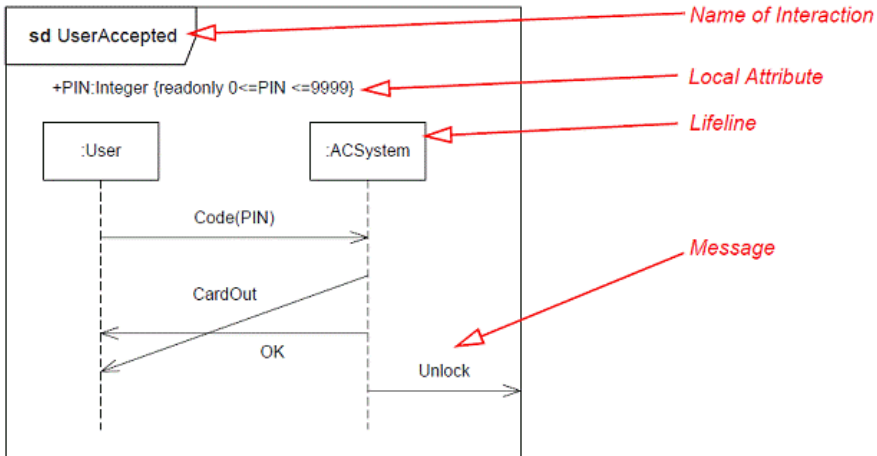 sd UserAccepted
Name of Interaction
+PIN:Integer {readonly 0<=PIN <=9999}
Local Attribute
Lifeline
:User
:ACSystem
Code(PIN)
Message
CardOut
OK
Unlock